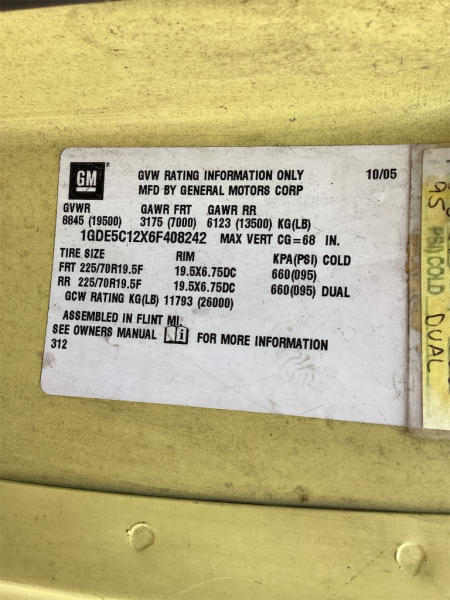 GM ® GVW RATING INFORMATION ONLY 10/05
MFD BY GENERAL MOTORS CORP
GVWR GAWR FRT GAWR RR
8845 (19500) 3175 (7000) 6123 (13500) KG(LB)
1GDE5C12X6F408242 MAX VERT CG=68 IN.
TIRE SIZE RIM KPA(PSI) COLD
FRT 225/70R19.5F 19.5X6.75DC 660(095)
RR 225/70R19.5F 19.5X6.75DC 660(095) DUAL
GCW RATING KG(LB) 11793 (26000)
ASSEMBLED IN FLINT MI.
SEE OWNERS MANUAL i FOR MORE INFORMATION
312
95
PSI COLD
DUAL